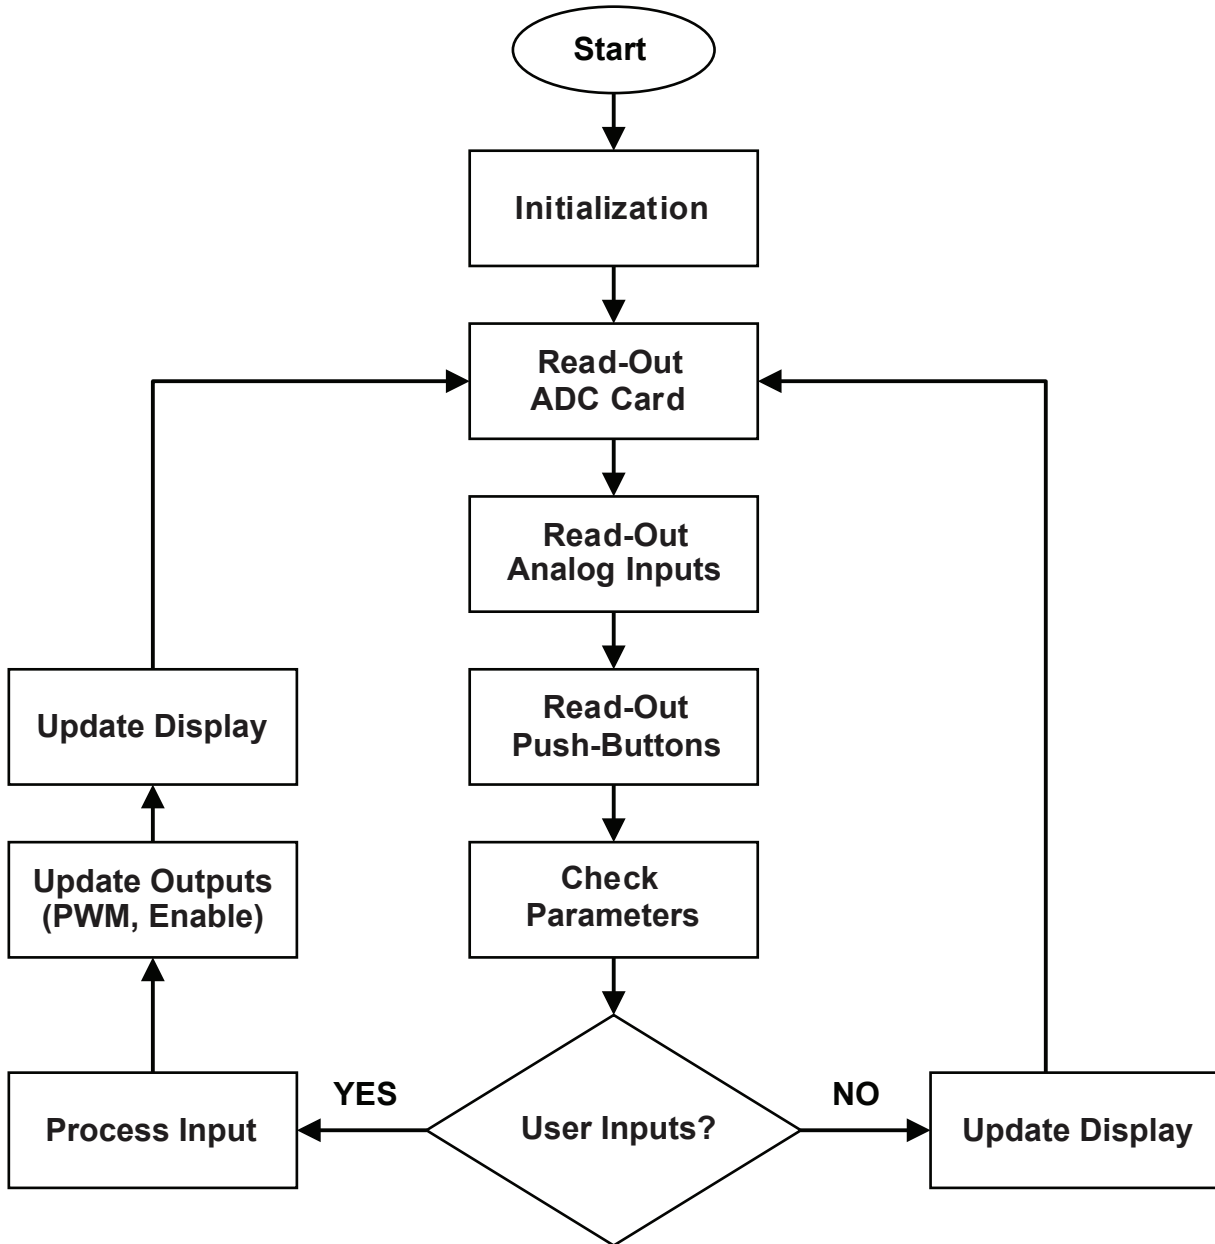 Start
Initialization
Read-Out
ADC Card
Read-Out
Analog Inputs
Read-Out
Push-Buttons
Update Display
Check
Parameters
Update Outputs
(PWM, Enable)
YES
NO
Process Input
User Inputs?
Update Display